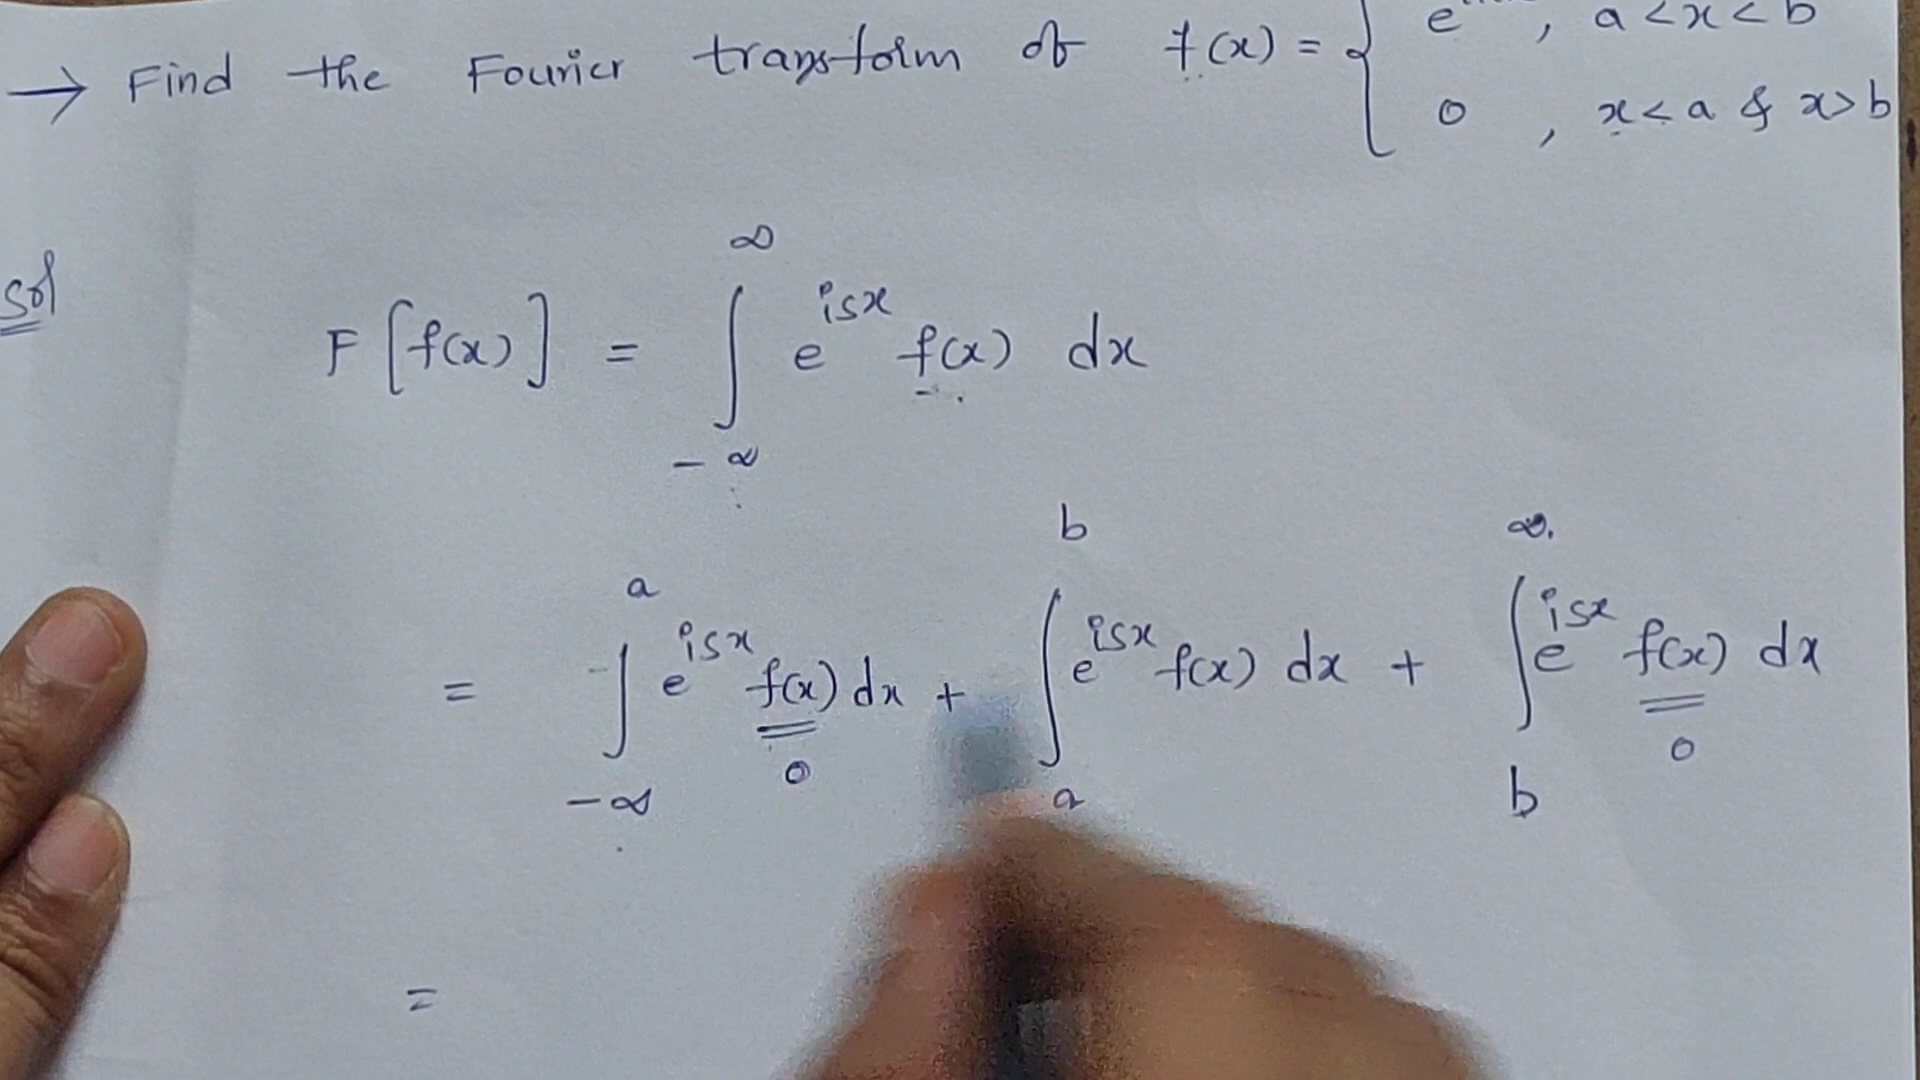 → Find the Fourier transform of f(x) = { e , a < x < b
0 , x < a & x > b
Sol
F[f(x)] = ∫_{-∞}^{∞} e^{isx} f(x) dx
= ∫_{-∞}^{a} e^{isx} f(x) dx + ∫_{a}^{b} e^{isx} f(x) dx + ∫_{b}^{∞} e^{isx} f(x) dx
0 0
=